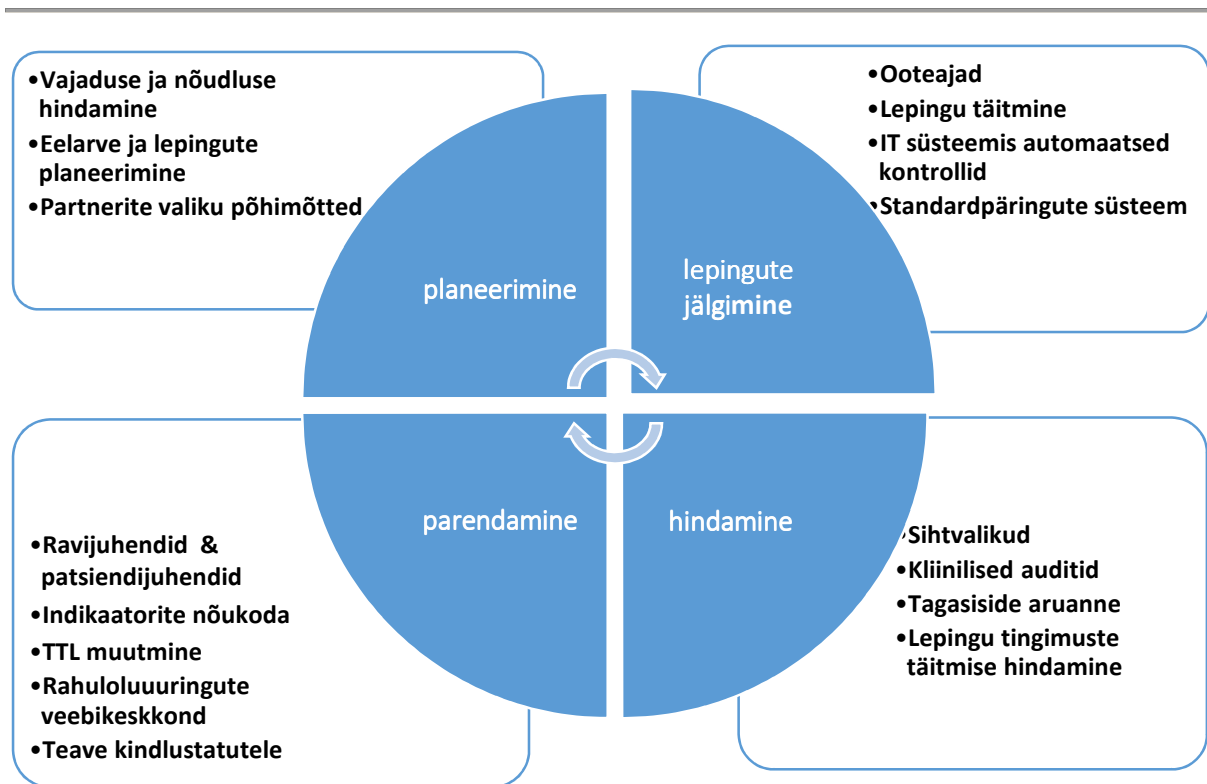 •Vajaduse ja nõudluse
hindamine
•Eelarve ja lepingute
planeerimine
•Partnerite valiku põhimõtted
planeerimine
•Ooteajad
•Lepingu täitmine
•IT süsteemis automaatsed
kontrollid
•Standardpäringute süsteem
lepingute
jälgimine
•Ravijuhendid &
patsiendijuhendid
•Indikaatorite nõukoda
•TTL muutmine
•Rahuloluuuringute
veebikeskkond
•Teave kindlustatutele
parendamine
hindamine
•Sihtvalikud
•Kliinilised auditid
•Tagasiside aruanne
•Lepingu tingimuste
täitmise hindamine